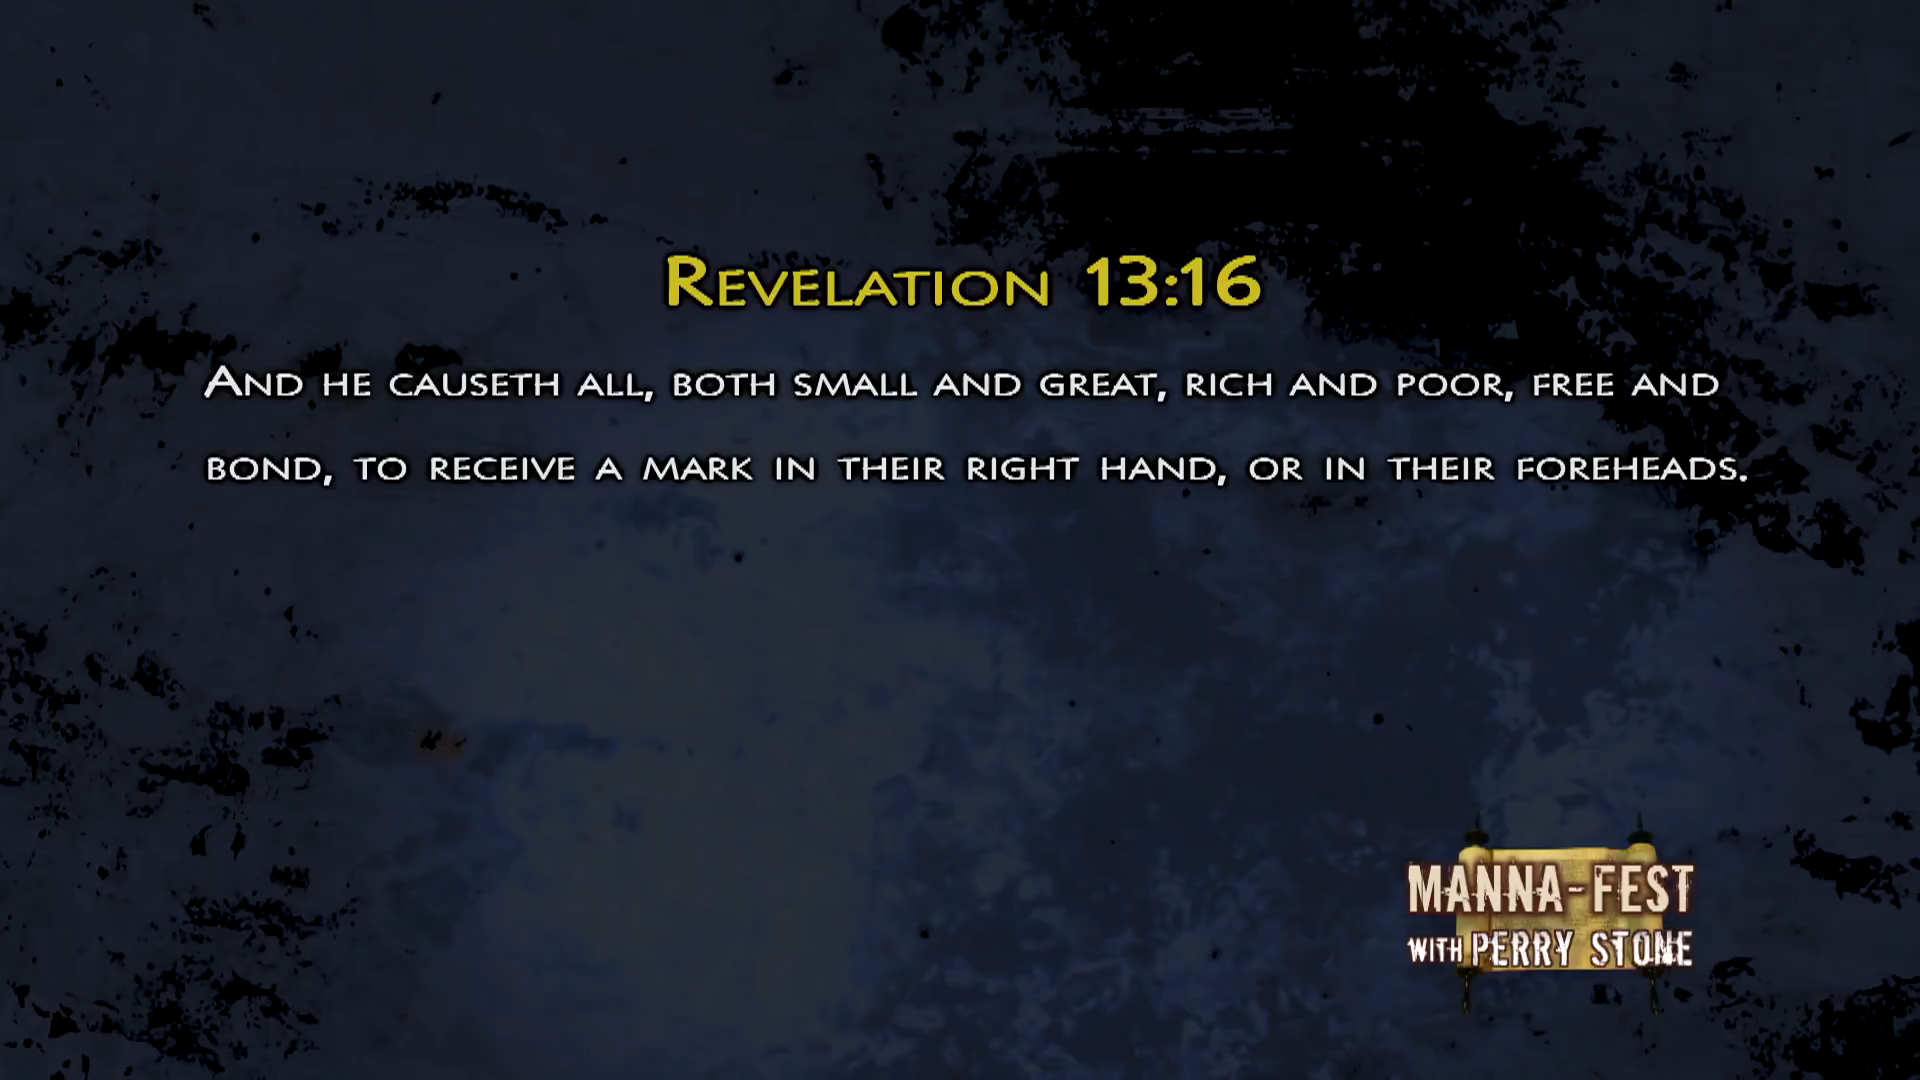 Revelation 13:16
And he causeth all, both small and great, rich and poor, free and
bond, to receive a mark in their right hand, or in their foreheads.
MANNA-FEST
WITH PERRY STONE